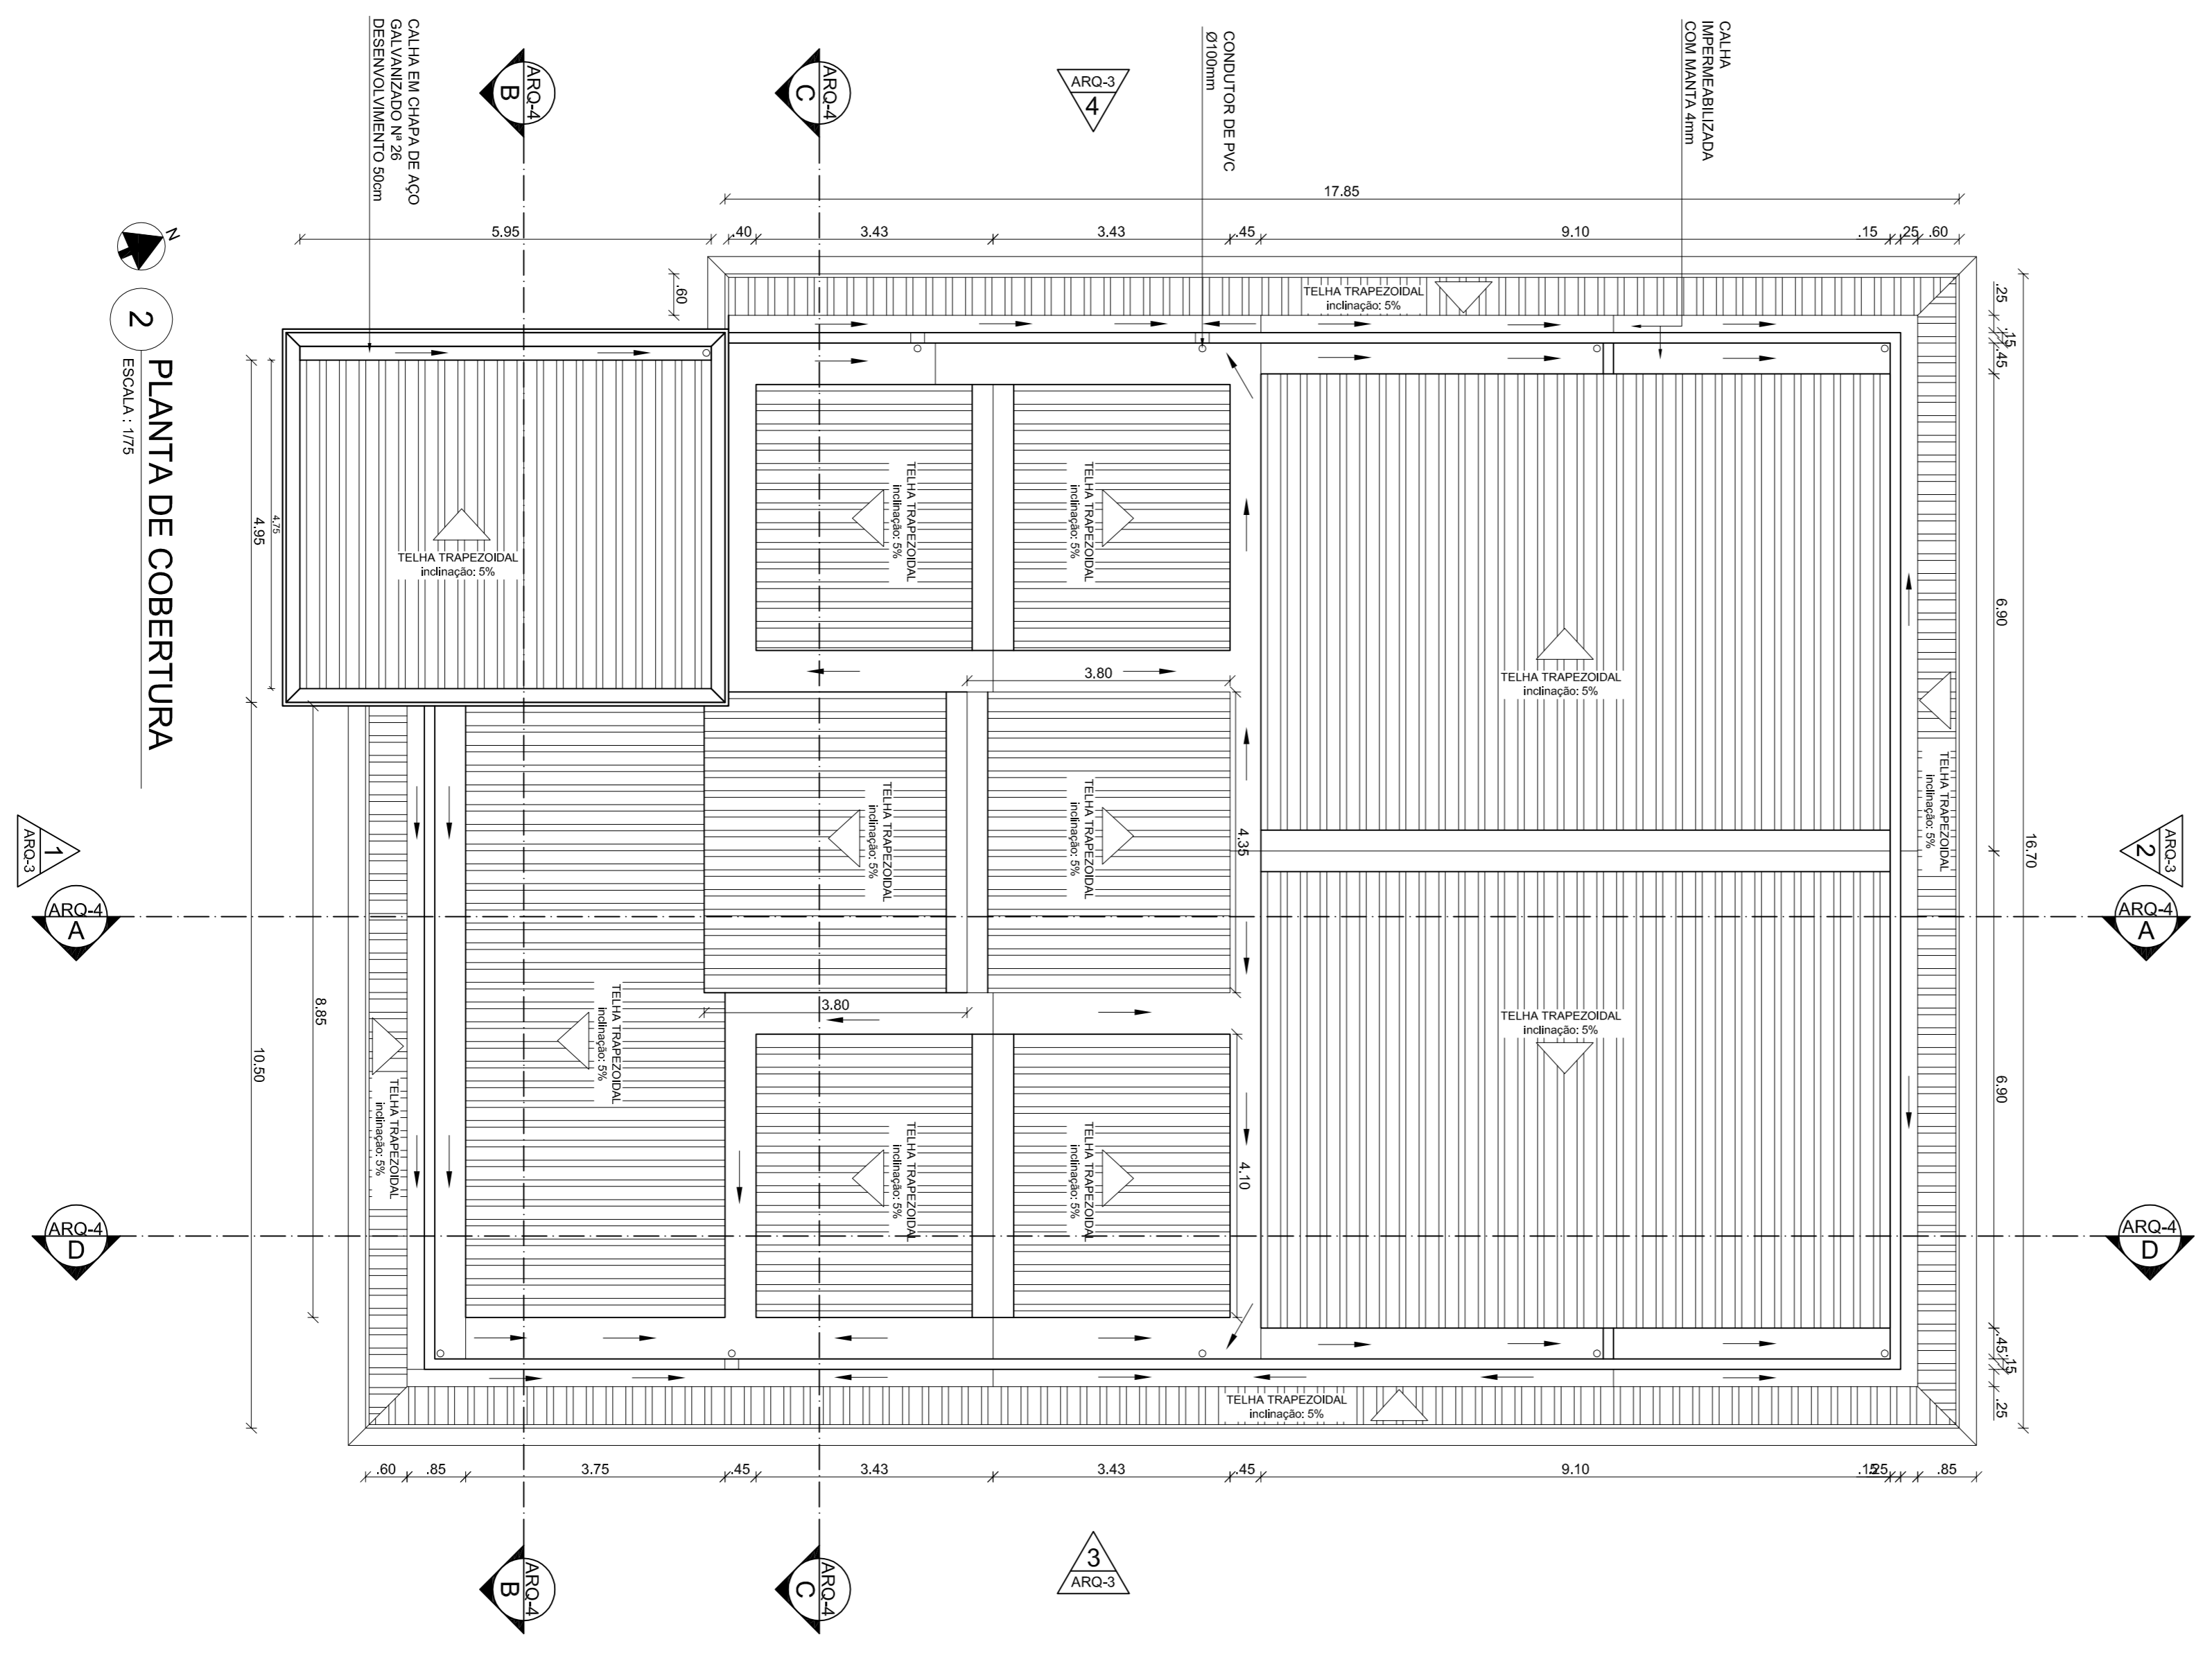 CALHA EM CHAPA DE AÇO
GALVANIZADO Nª 26
DESENVOLVIMENTO 50cm
ARQ-4
B
ARQ-4
C
ARQ-3
4
CONDUTOR DE PVC
Ø100mm
CALHA
IMPERMEABILIZADA
COM MANTA 4mm
17.85
5.95
.40
3.43
3.43
.45
9.10
.15
.25
.60
N
2
PLANTA DE COBERTURA
ESCALA : 1/75
.60
TELHA TRAPEZOIDAL
inclinação: 5%
.25
.15
.45
4.95
4.75
TELHA TRAPEZOIDAL
inclinação: 5%
TELHA TRAPEZOIDAL
inclinação: 5%
TELHA TRAPEZOIDAL
inclinação: 5%
TELHA TRAPEZOIDAL
inclinação: 5%
6.90
3.80
TELHA TRAPEZOIDAL
inclinação: 5%
TELHA TRAPEZOIDAL
inclinação: 5%
TELHA TRAPEZOIDAL
inclinação: 5%
4.35
16.70
1
ARQ-3
ARQ-3
2
ARQ-4
A
ARQ-4
A
3.80
8.85
10.50
TELHA TRAPEZOIDAL
inclinação: 5%
TELHA TRAPEZOIDAL
inclinação: 5%
TELHA TRAPEZOIDAL
inclinação: 5%
6.90
TELHA TRAPEZOIDAL
inclinação: 5%
TELHA TRAPEZOIDAL
inclinação: 5%
4.10
ARQ-4
D
ARQ-4
D
.45
.15
.25
TELHA TRAPEZOIDAL
inclinação: 5%
.60
.85
3.75
.45
3.43
3.43
.45
9.10
.15
.25
.85
ARQ-4
B
ARQ-4
C
3
ARQ-3